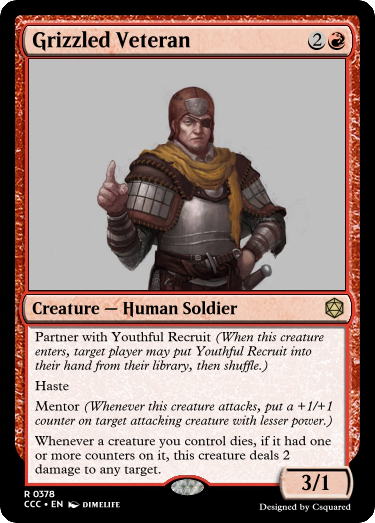 Grizzled Veteran 2
Creature — Human Soldier
Partner with Youthful Recruit (When this creature
enters, target player may put Youthful Recruit into
their hand from their library, then shuffle.)
Haste
Mentor (Whenever this creature attacks, put a +1/+1
counter on target attacking creature with lesser power.)
Whenever a creature you control dies, if it had one
or more counters on it, this creature deals 2
damage to any target.
3/1
R 0378
CCC • EN DIMELIFE
Designed by Csquared